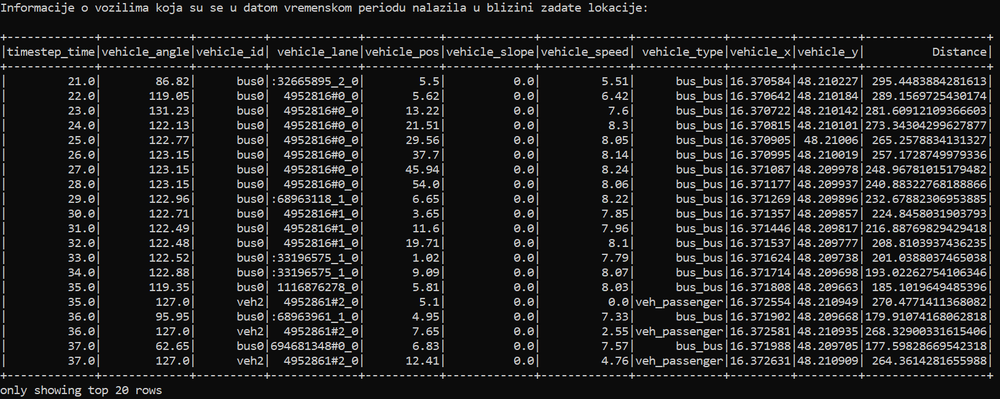 Informacije o vozilima koja su se u datom vremenskom periodu nalazila u blizini zadate lokacije:
+-------------+-------------+----------+------------+-----------+-------------+-------------+-------------+---------+---------+------------------+
|timestep_time|vehicle_angle|vehicle_id| vehicle_lane|vehicle_pos|vehicle_slope|vehicle_speed| vehicle_type|vehicle_x|vehicle_y| Distance|
+-------------+-------------+----------+------------+-----------+-------------+-------------+-------------+---------+---------+------------------+
| 21.0| 86.82| bus0|:32665895_2_0| 5.5| 0.0| 5.51| bus_bus|16.370584|48.210227| 295.4483884281613|
| 22.0| 119.05| bus0| 4952816#0_0| 5.62| 0.0| 6.42| bus_bus|16.370642|48.210184| 289.1569725430174|
| 23.0| 131.23| bus0| 4952816#0_0| 13.22| 0.0| 7.6| bus_bus|16.370722|48.210142|281.60912109366603|
| 24.0| 122.13| bus0| 4952816#0_0| 21.51| 0.0| 8.3| bus_bus|16.370815|48.210101|273.34304299627877|
| 25.0| 122.77| bus0| 4952816#0_0| 29.56| 0.0| 8.05| bus_bus|16.370905| 48.21006| 265.2578834131327|
| 26.0| 123.15| bus0| 4952816#0_0| 37.7| 0.0| 8.14| bus_bus|16.370995|48.210019| 257.1728749979336|
| 27.0| 123.15| bus0| 4952816#0_0| 45.94| 0.0| 8.24| bus_bus|16.371087|48.209978|248.96781015179482|
| 28.0| 123.15| bus0| 4952816#0_0| 54.0| 0.0| 8.06| bus_bus|16.371177|48.209937|240.88322768188866|
| 29.0| 122.96| bus0|:68963118_1_0| 6.65| 0.0| 8.22| bus_bus|16.371269|48.209896|232.67882306953885|
| 30.0| 122.71| bus0| 4952816#1_0| 3.65| 0.0| 7.85| bus_bus|16.371357|48.209857| 224.8458031903793|
| 31.0| 122.49| bus0| 4952816#1_0| 11.6| 0.0| 7.96| bus_bus|16.371446|48.209817|216.88769829429418|
| 32.0| 122.48| bus0| 4952816#1_0| 19.71| 0.0| 8.1| bus_bus|16.371537|48.209777| 208.8103937436235|
| 33.0| 122.52| bus0|:33196575_1_0| 1.02| 0.0| 7.79| bus_bus|16.371624|48.209738| 201.0388037465038|
| 34.0| 122.88| bus0|:33196575_1_0| 9.09| 0.0| 8.07| bus_bus|16.371714|48.209698|193.02262754106346|
| 35.0| 119.35| bus0| 1116876278_0| 5.81| 0.0| 8.03| bus_bus|16.371808|48.209663| 185.1019649485396|
| 35.0| 127.0| veh2| 4952861#2_0| 5.1| 0.0| 0.0|veh_passenger|16.372554|48.210949| 270.4771411368082|
| 36.0| 95.95| bus0|:68963961_1_0| 4.95| 0.0| 7.33| bus_bus|16.371902|48.209668|179.91074168062818|
| 36.0| 127.0| veh2| 4952861#2_0| 7.65| 0.0| 2.55|veh_passenger|16.372581|48.210935|268.32900331615406|
| 37.0| 62.65| bus0|694681348#0_0| 6.83| 0.0| 7.57| bus_bus|16.371988|48.209705|177.59828669542318|
| 37.0| 127.0| veh2| 4952861#2_0| 12.41| 0.0| 4.76|veh_passenger|16.372631|48.210909| 264.3614281655988|
+-------------+-------------+----------+------------+-----------+-------------+-------------+-------------+---------+---------+------------------+
only showing top 20 rows